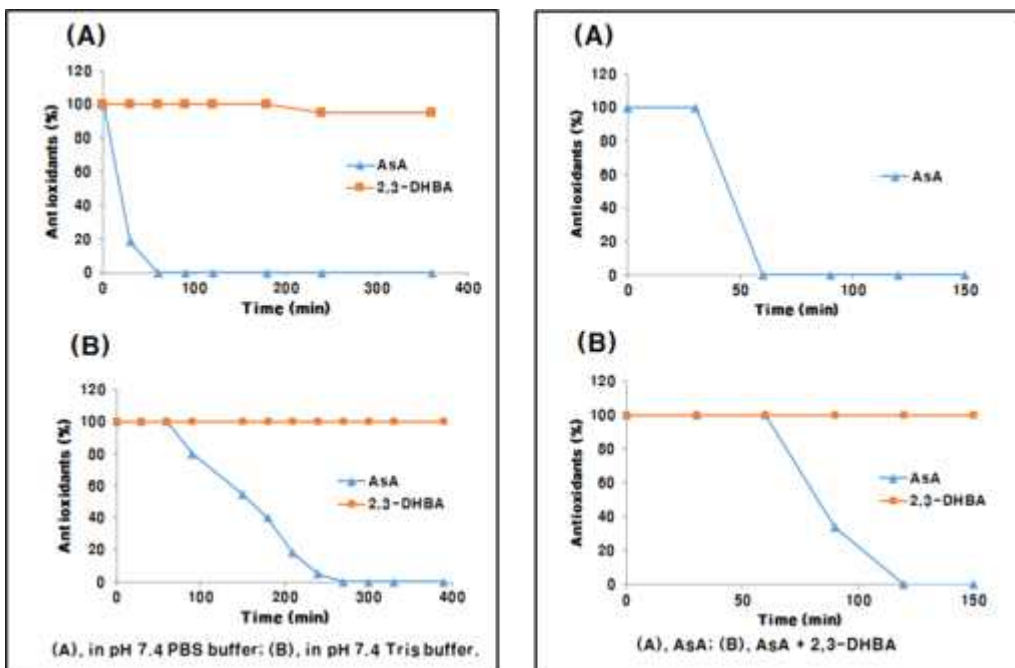 (A)
120
100
80
60
40
20
0
Antioxidants (%)
AsA
2,3-DHBA
0 100 200 300 400
Time (min)
(B)
120
100
80
60
40
20
0
Antioxidants (%)
AsA
2,3-DHBA
0 100 200 300 400
Time (min)
(A), in pH 7.4 PBS buffer; (B), in pH 7.4 Tris buffer.
(A)
120
100
80
60
40
20
0
Antioxidants (%)
AsA
0 50 100 150
Time (min)
(B)
120
100
80
60
40
20
0
Antioxidants (%)
AsA
2,3-DHBA
0 50 100 150
Time (min)
(A), AsA; (B), AsA + 2,3-DHBA